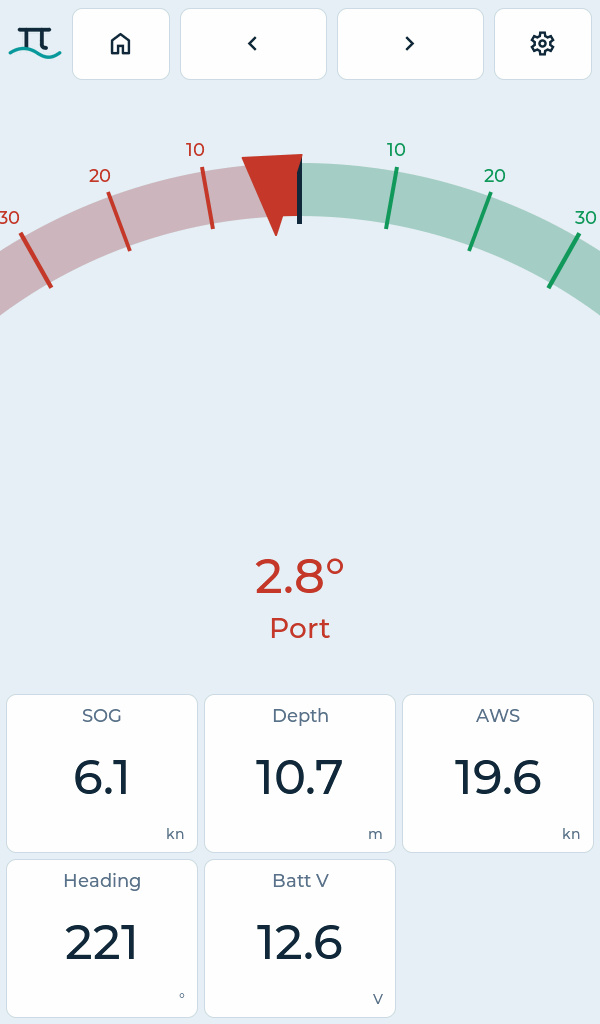 10
10
20
20
30
30
2.8°
Port
SOG
Depth
AWS
6.1
10.7
19.6
kn
m
kn
Heading
Batt V
221
12.6
°
V